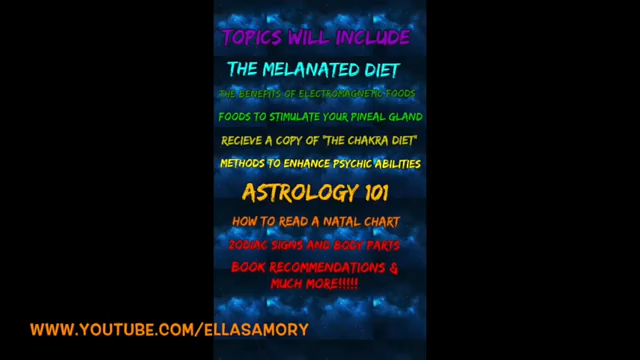 TOPICS WILL INCLUDE
THE MELANATED DIET
THE BENEFITS OF ELECTROMAGNETIC FOODS
FOODS TO STIMULATE YOUR PINEAL GLAND
RECIEVE A COPY OF "THE CHAKRA DIET"
METHODS TO ENHANCE PSYCHIC ABILITIES
ASTROLOGY 101
HOW TO READ A NATAL CHART
ZODIAC SIGNS AND BODY PARTS
BOOK RECOMMENDATIONS &
MUCH MORE!!!!!
WWW.YOUTUBE.COM/ELLASAMORY